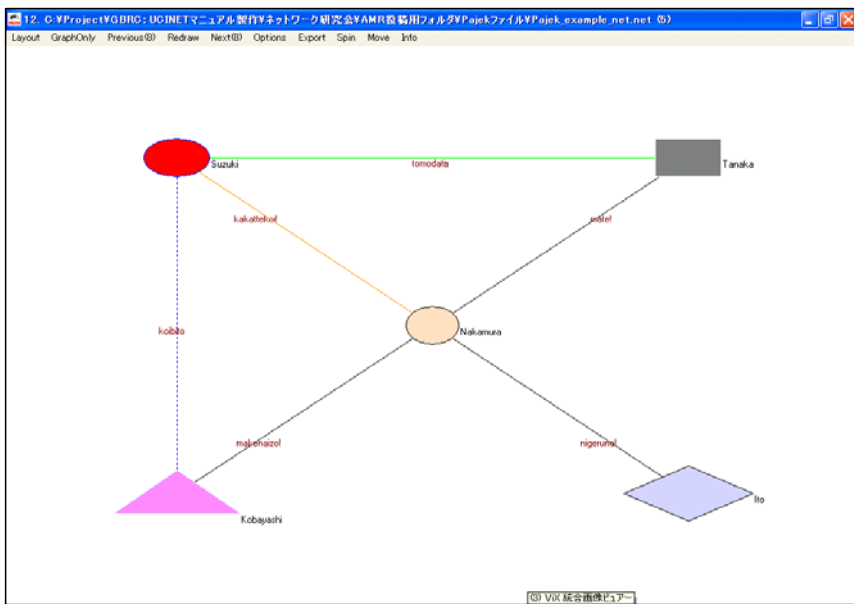 12. C:¥Project¥GBRC:UCINETマニュアル製作¥ネットワーク研究会¥AMR投稿用フォルダ¥Pajekファイル¥Pajek_example_net.net (5)
Layout GraphOnly Previous(B) Redraw Next(B) Options Export Spin Move Info
Suzuki tomodata Tanaka
kakattekoi! mate!
koibito Nakamura
makenaizo! nigeruna!
Kobayashi Ito
(3) ViX 統合画像ビュアー